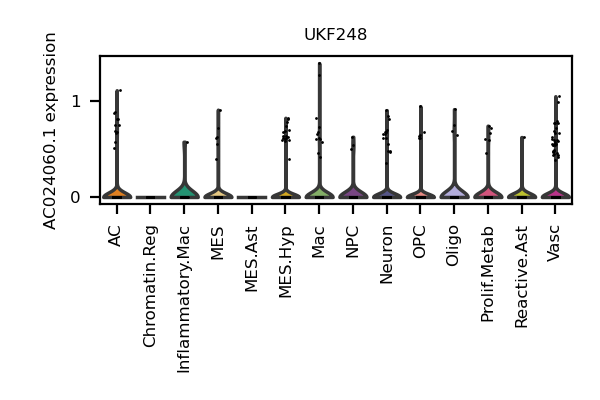 UKF248
AC024060.1 expression
1
0
AC
Chromatin.Reg
Inflammatory.Mac
MES
MES.Ast
MES.Hyp
Mac
NPC
Neuron
OPC
Oligo
Prolif.Metab
Reactive.Ast
Vasc